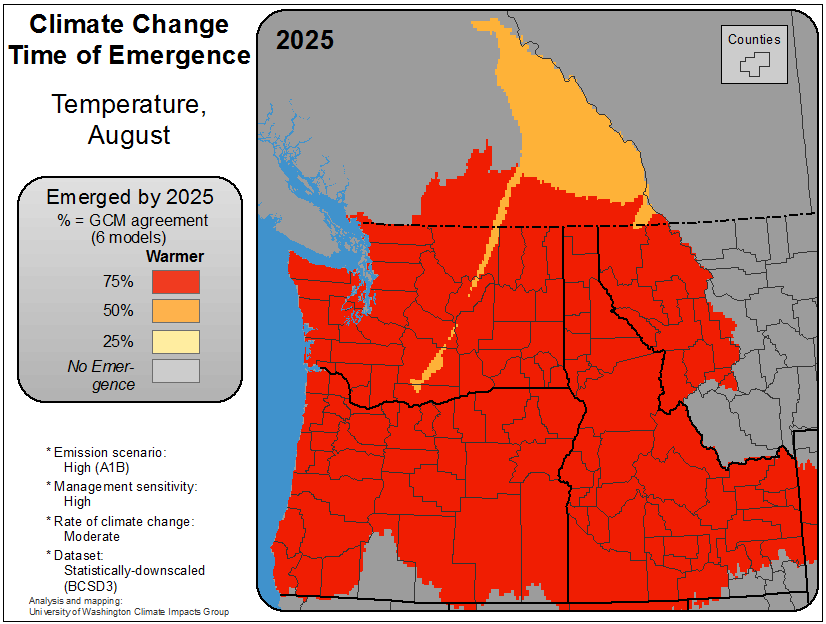 Climate Change
Time of Emergence
Temperature,
August
Emerged by 2025
% = GCM agreement
(6 models)
Warmer
75%
50%
25%
No Emer-
gence
* Emission scenario:
High (A1B)
* Management sensitivity:
High
* Rate of climate change:
Moderate
* Dataset:
Statistically-downscaled
(BCSD3)
Analysis and mapping:
University of Washington Climate Impacts Group
2025
Counties